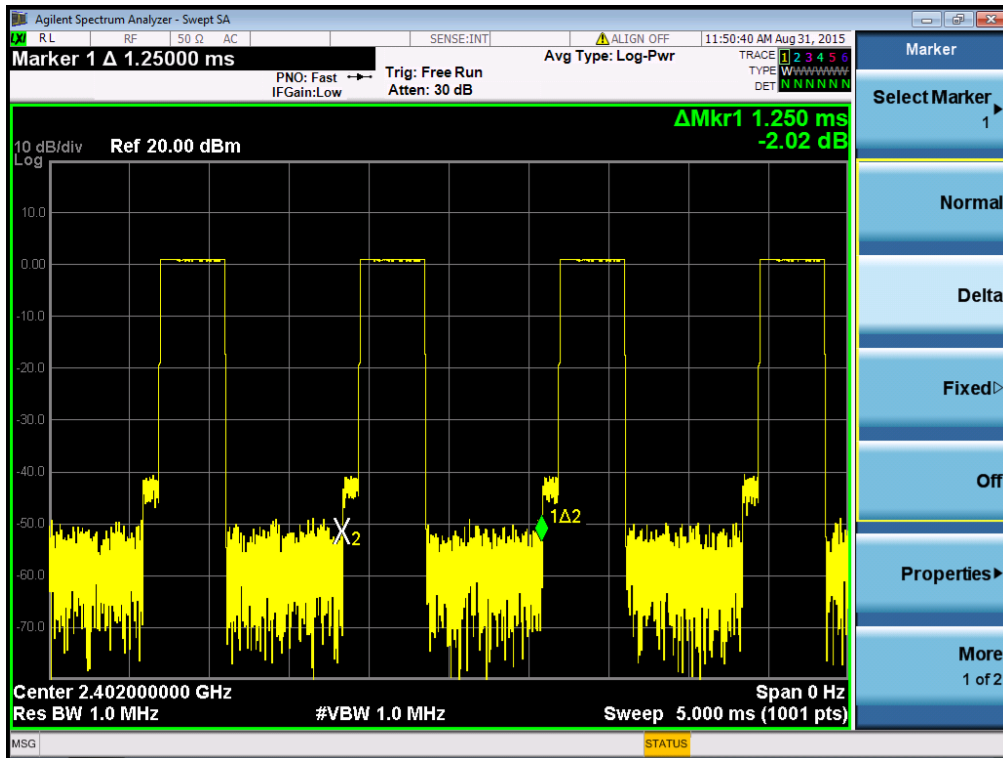 Agilent Spectrum Analyzer - Swept SA
LXI RL RF 50 Ω AC SENSE:INT ALIGN OFF 11:50:40 AM Aug 31, 2015
Marker 1 Δ 1.25000 ms
PNO: Fast
IFGain:Low
Trig: Free Run
Atten: 30 dB
Avg Type: Log-Pwr
TRACE 1 2 3 4 5 6
TYPE W WWWWW
DET N N N N N N
ΔMkr1 1.250 ms
-2.02 dB
10 dB/div Ref 20.00 dBm
Log
10.0
0.00
-10.0
-20.0
-30.0
-40.0
-50.0
-60.0
-70.0
X2
1Δ2
Center 2.402000000 GHz Span 0 Hz
Res BW 1.0 MHz #VBW 1.0 MHz Sweep 5.000 ms (1001 pts)
MSG STATUS
Marker
Select Marker
1
Normal
Delta
Fixed
Off
Properties
More
1 of 2